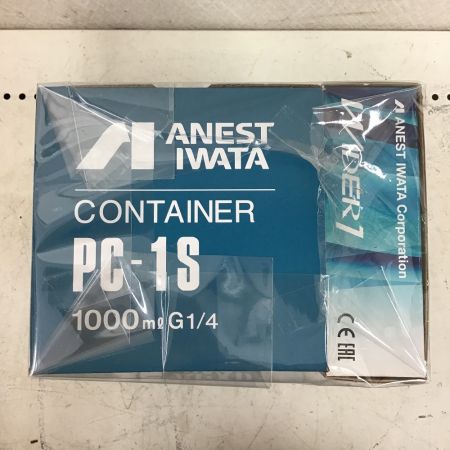 ANEST
IWATA
CONTAINER
PC-1S
1000mℓ G1/4
ANEST IWATA Corporation
CE EAC